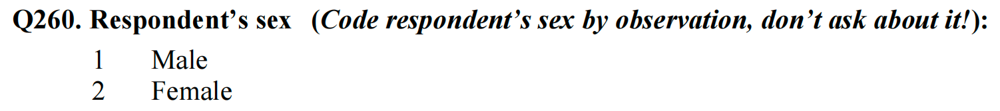 Q260. Respondent’s sex (Code respondent’s sex by observation, don’t ask about it!):
1 Male
2 Female